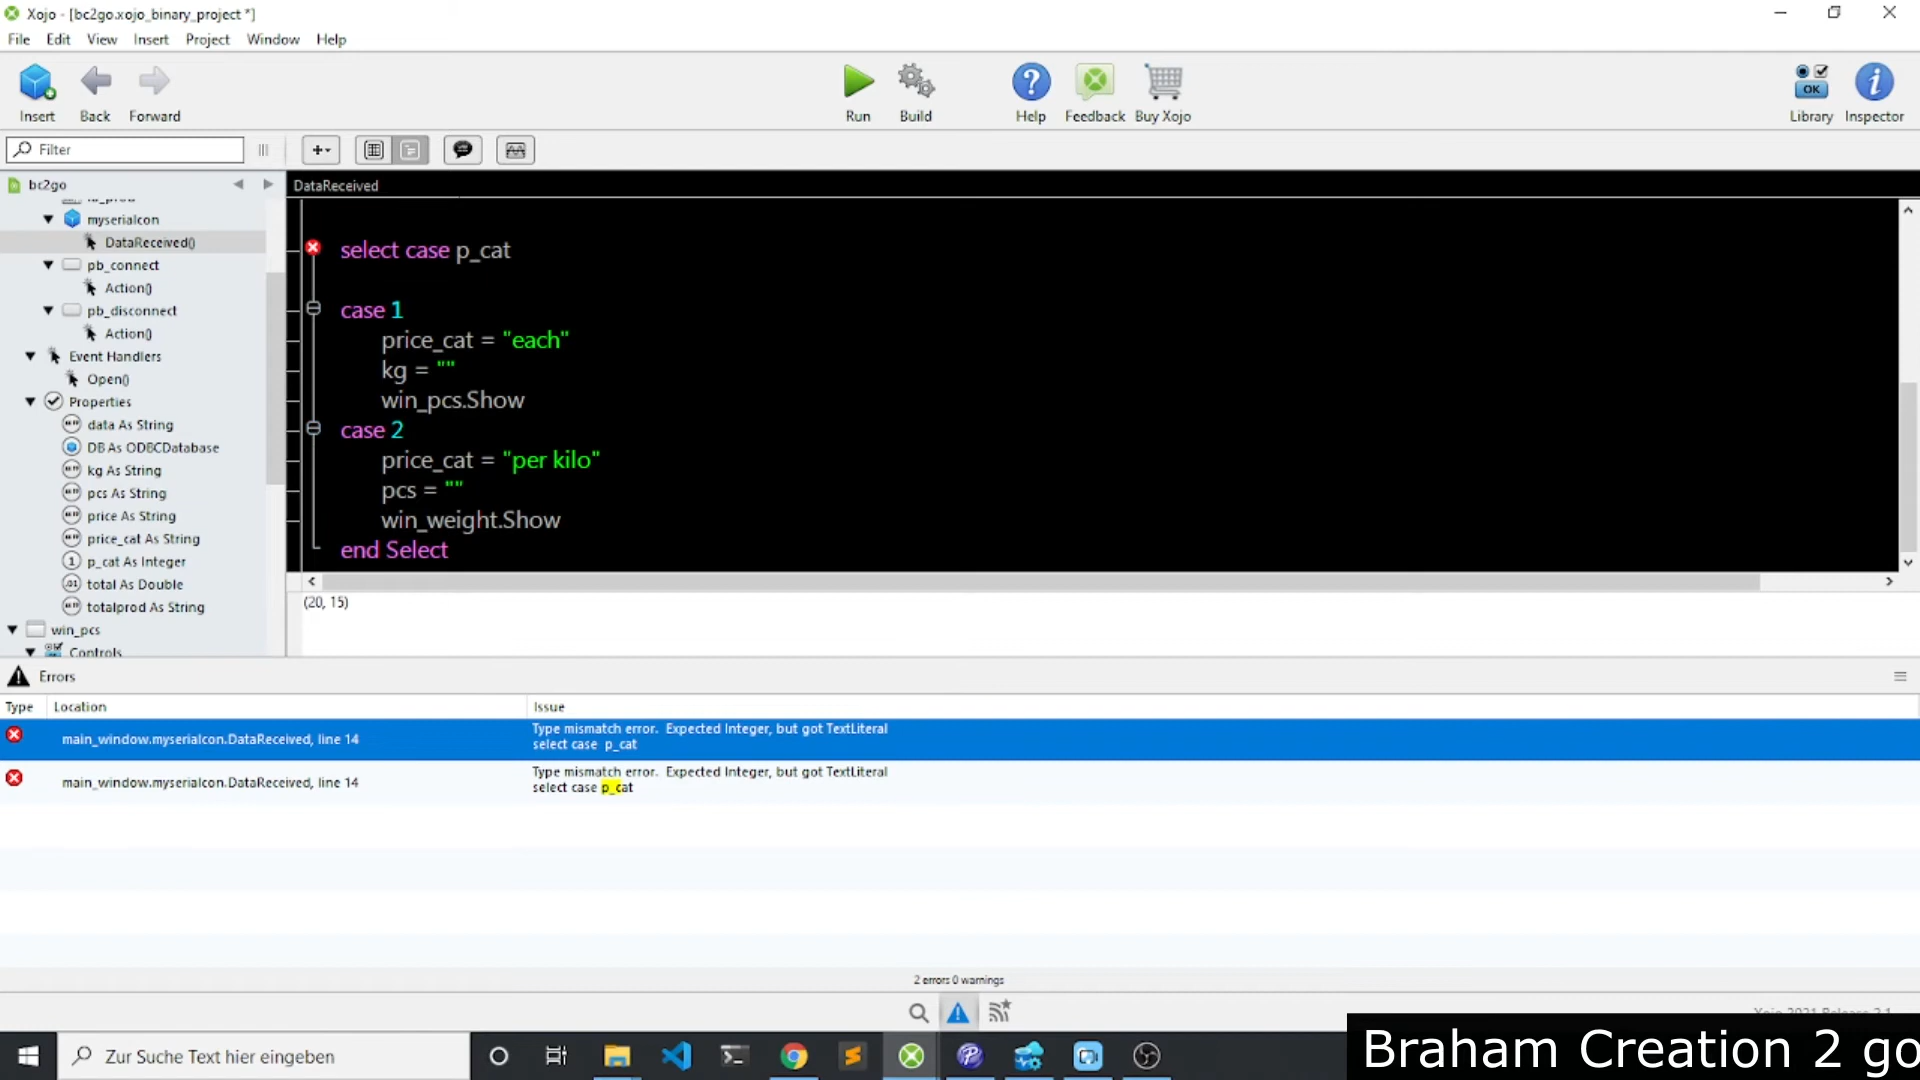 Xojo - [bc2go.xojo_binary_project *]
File Edit View Insert Project Window Help
Insert Back Forward Run Build Help Feedback Buy Xojo OK Library Inspector
Filter
bc2go
DataReceived
myserialcon
DataReceived()
pb_connect
Action()
pb_disconnect
Action()
Event Handlers
Open()
Properties
data As String
DB As ODBCDatabase
kg As String
pcs As String
price As String
price_cat As String
p_cat As Integer
total As Double
totalprod As String
win_pcs
Controls
select case p_cat
case 1
price_cat = "each"
kg = ""
win_pcs.Show
case 2
price_cat = "per kilo"
pcs = ""
win_weight.Show
end Select
(20, 15)
Errors
Type Location Issue
main_window.myserialcon.DataReceived, line 14
Type mismatch error. Expected Integer, but got TextLiteral
select case p_cat
main_window.myserialcon.DataReceived, line 14
Type mismatch error. Expected Integer, but got TextLiteral
select case p_cat
2 errors 0 warnings
Zur Suche Text hier eingeben
Braham Creation 2 go